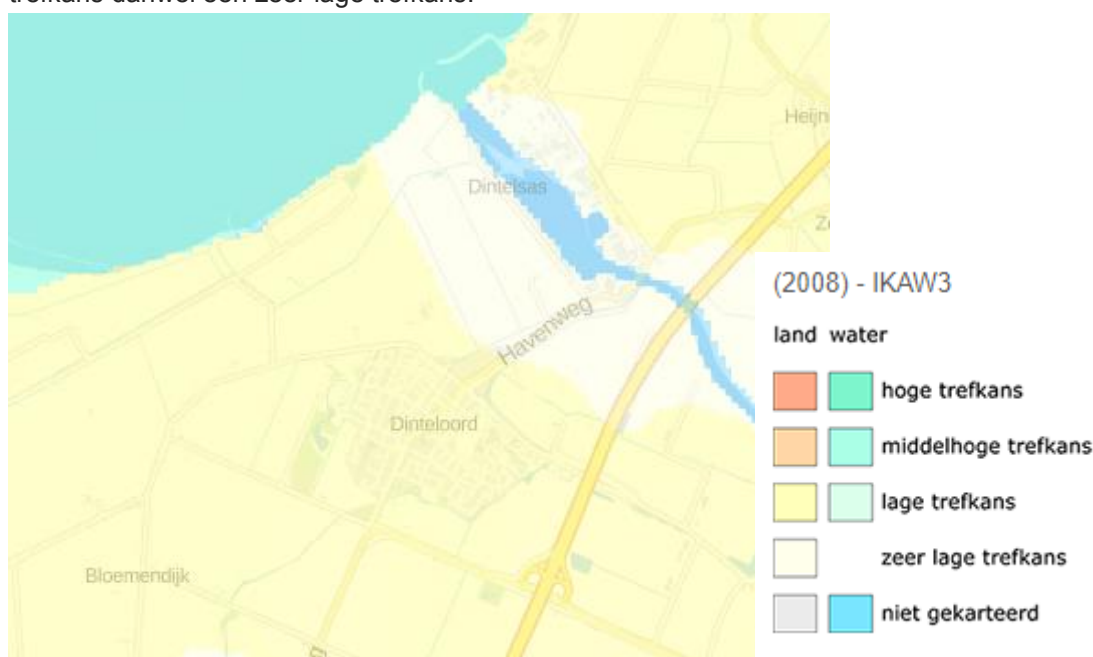 trefkans danwel een zeer lage trefkans.
Heijn
Dintelsas
Ze
(2008) - IKAW3
land water
Havenweg
hoge trefkans
Dinteloord
middelhoge trefkans
lage trefkans
zeer lage trefkans
Bloemendijk
niet gekarteerd